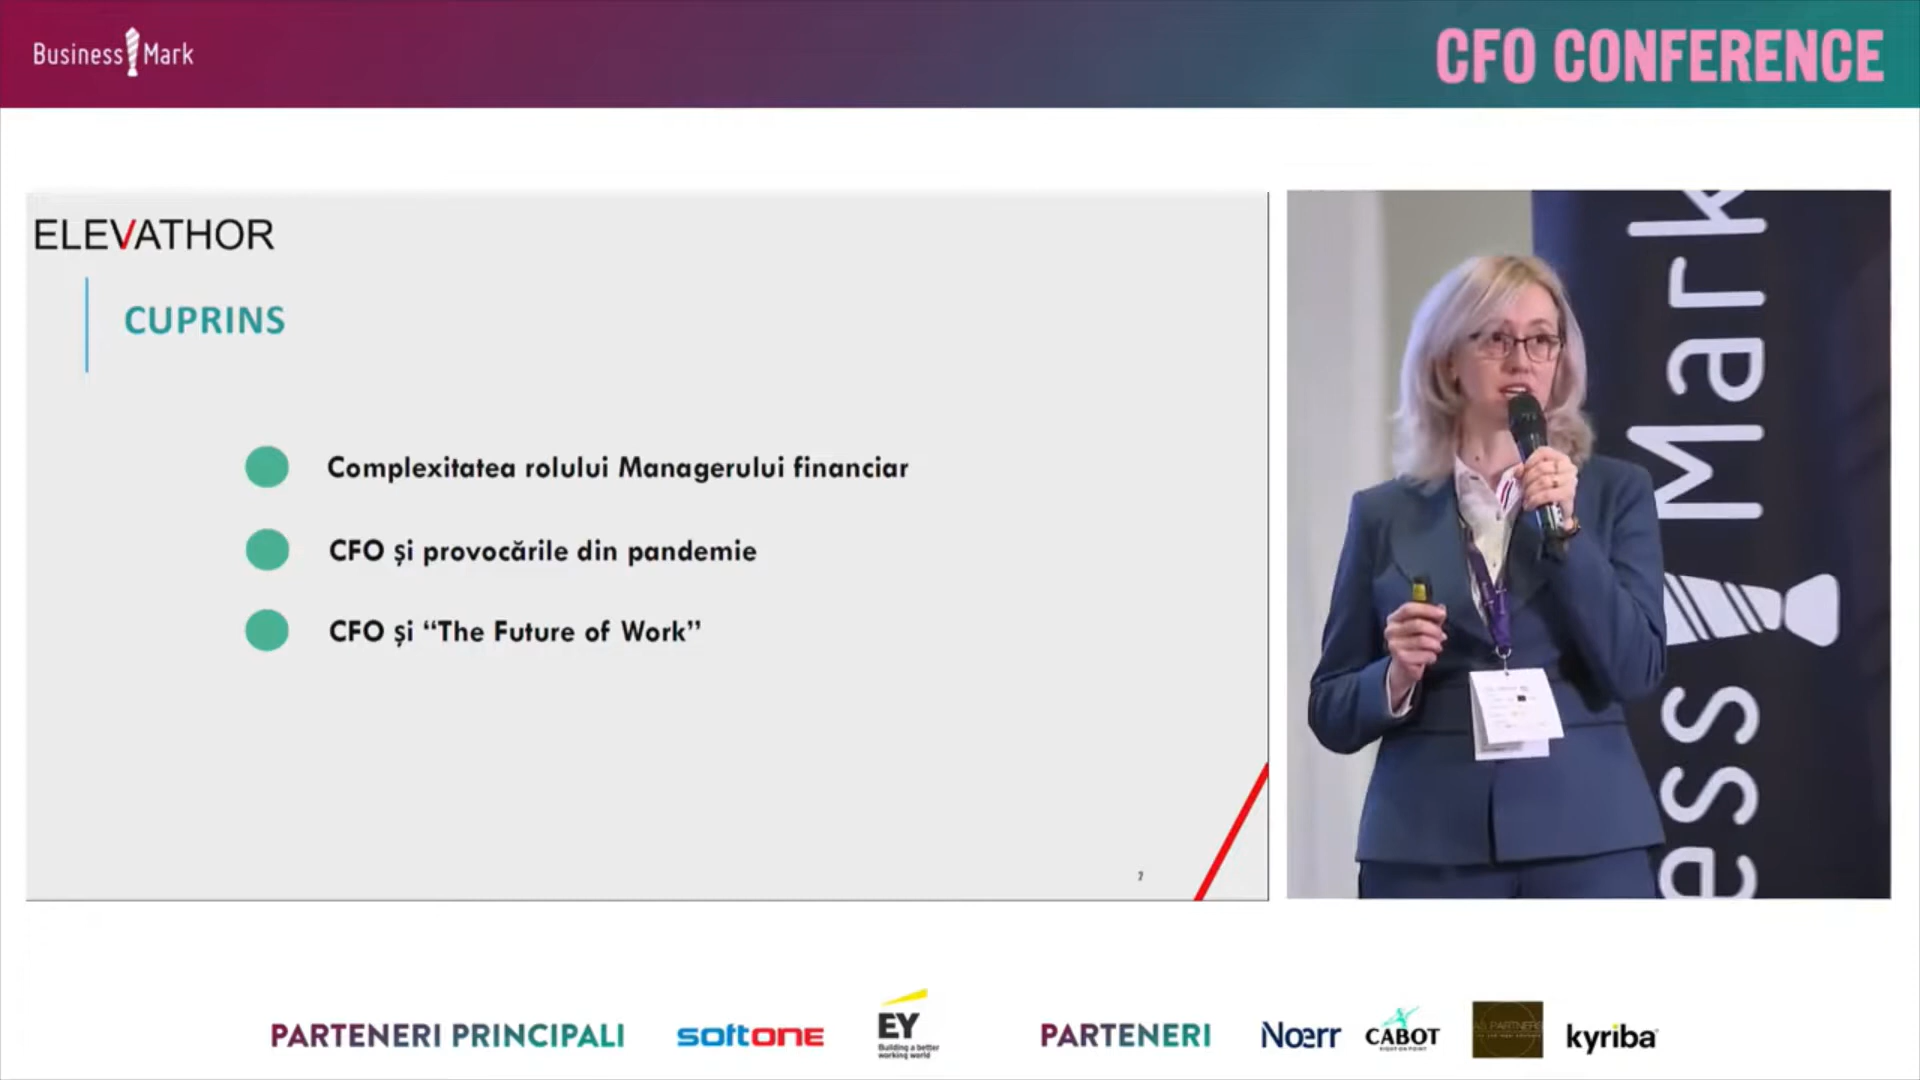 Business Mark
CFO CONFERENCE
ELEVATHOR
CUPRINS
Complexitatea rolului Managerului financiar
CFO și provocările din pandemie
CFO și “The Future of Work”
ess Mark
PARTENERI PRINCIPALI
softone
EY
Building a better
working world
PARTENERI
Noerr
CABOT
PARTNERS
kyriba